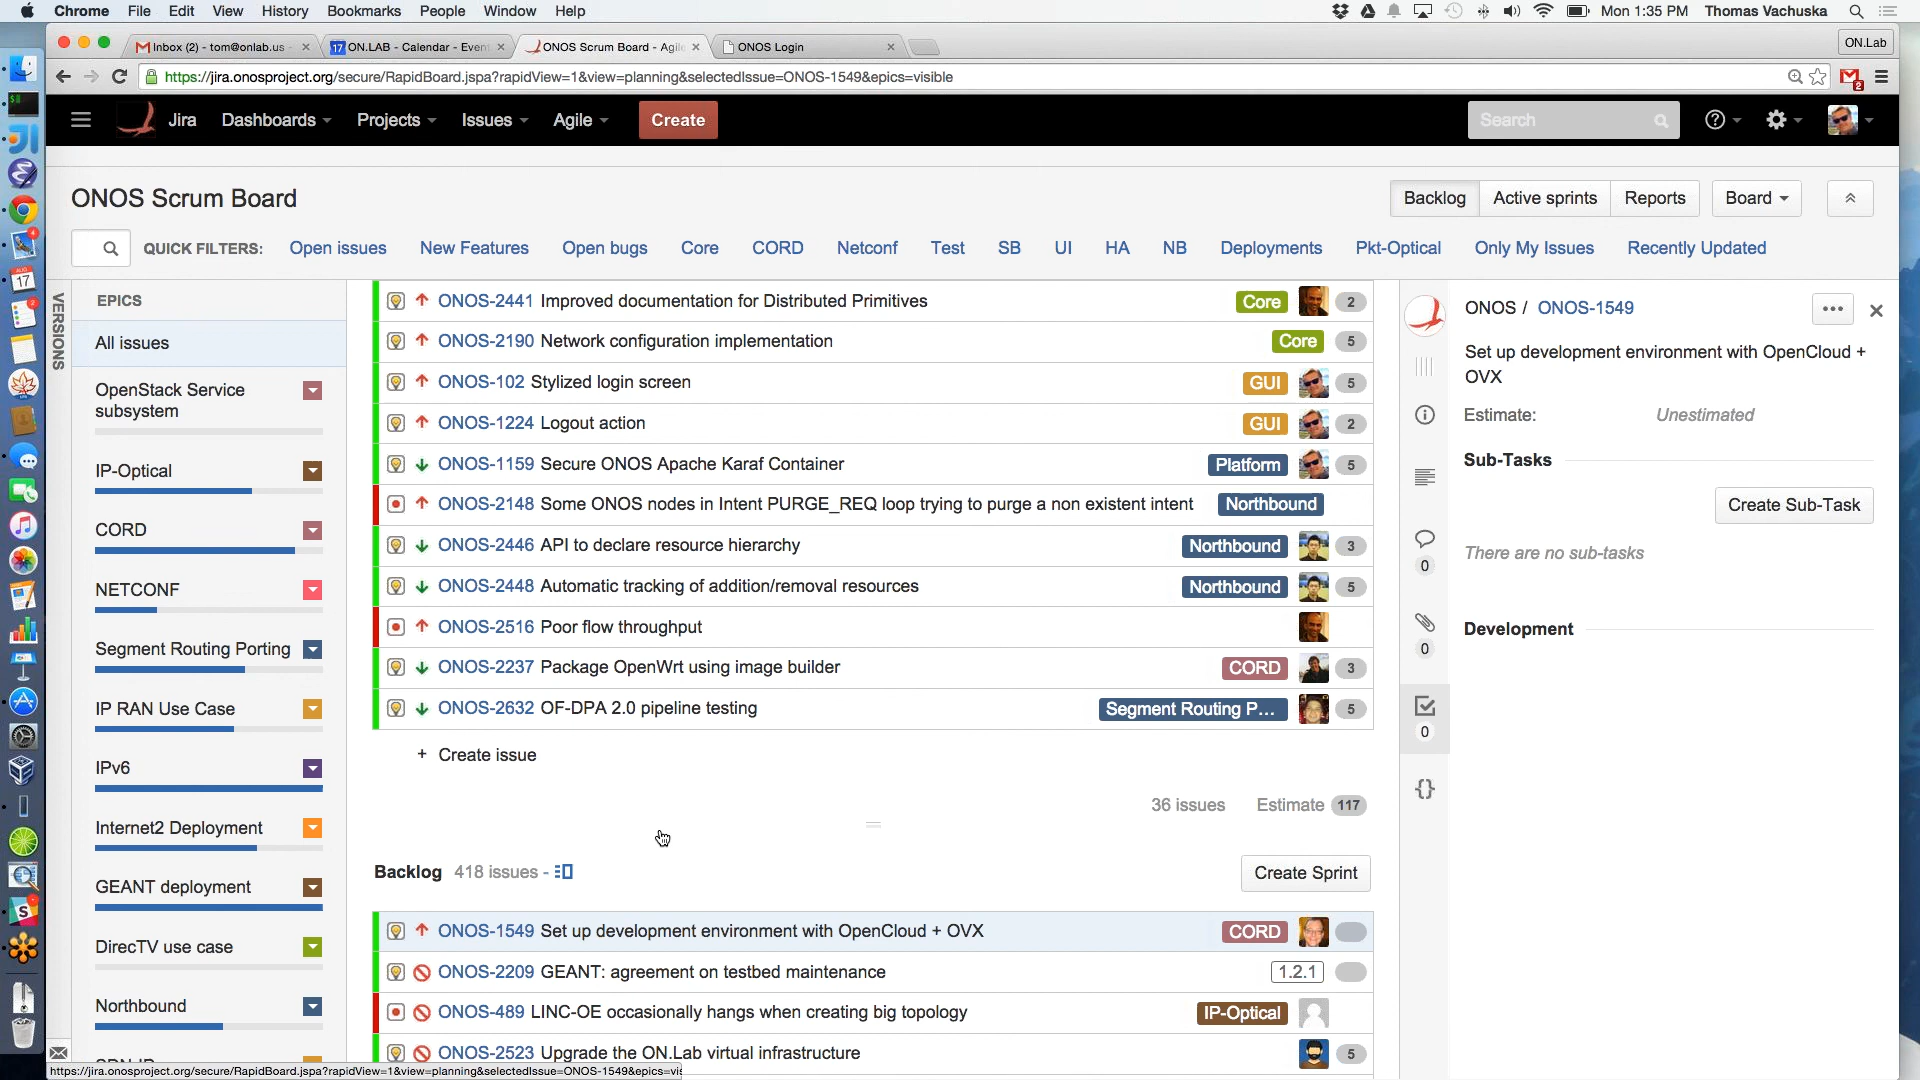 Chrome File Edit View History Bookmarks People Window Help Mon 1:35 PM Thomas Vachuska
Inbox (2) - tom@onlab.us - ON.LAB - Calendar - Event ONOS Scrum Board - Agile ONOS Login ON.Lab
https://jira.onosproject.org/secure/RapidBoard.jspa?rapidView=1&view=planning&selectedIssue=ONOS-1549&epics=visible
Jira Dashboards Projects Issues Agile Create Search
ONOS Scrum Board
Backlog Active sprints Reports Board
QUICK FILTERS: Open issues New Features Open bugs Core CORD Netconf Test SB UI HA NB Deployments Pkt-Optical Only My Issues Recently Updated
VERSIONS
EPICS
All issues
OpenStack Service
subsystem
IP-Optical
CORD
NETCONF
Segment Routing Porting
IP RAN Use Case
IPv6
Internet2 Deployment
GEANT deployment
DirecTV use case
Northbound
ONOS-2441 Improved documentation for Distributed Primitives Core 2
ONOS-2190 Network configuration implementation Core 5
ONOS-102 Stylized login screen GUI 5
ONOS-1224 Logout action GUI 2
ONOS-1159 Secure ONOS Apache Karaf Container Platform 5
ONOS-2148 Some ONOS nodes in Intent PURGE_REQ loop trying to purge a non existent intent Northbound
ONOS-2446 API to declare resource hierarchy Northbound 3
ONOS-2448 Automatic tracking of addition/removal resources Northbound 5
ONOS-2516 Poor flow throughput
ONOS-2237 Package OpenWrt using image builder CORD 3
ONOS-2632 OF-DPA 2.0 pipeline testing Segment Routing P... 5
+ Create issue
36 issues Estimate 117
Backlog 418 issues - Create Sprint
ONOS-1549 Set up development environment with OpenCloud + OVX CORD
ONOS-2209 GEANT: agreement on testbed maintenance 1.2.1
ONOS-489 LINC-OE occasionally hangs when creating big topology IP-Optical
ONOS-2523 Upgrade the ON.Lab virtual infrastructure 5
ONOS / ONOS-1549
Set up development environment with OpenCloud +
OVX
Estimate: Unestimated
Sub-Tasks
Create Sub-Task
There are no sub-tasks
Development
0
0
0
https://jira.onosproject.org/secure/RapidBoard.jspa?rapidView=1&view=planning&selectedIssue=ONOS-1549&epics=vis